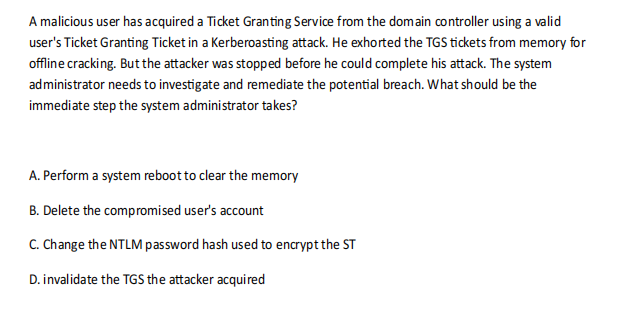 A malicious user has acquired a Ticket Granting Service from the domain controller using a valid
user's Ticket Granting Ticket in a Kerberoasting attack. He exhorted the TGS tickets from memory for
offline cracking. But the attacker was stopped before he could complete his attack. The system
administrator needs to investigate and remediate the potential breach. What should be the
immediate step the system administrator takes?
A. Perform a system reboot to clear the memory
B. Delete the compromised user's account
C. Change the NTLM password hash used to encrypt the ST
D. invalidate the TGS the attacker acquired